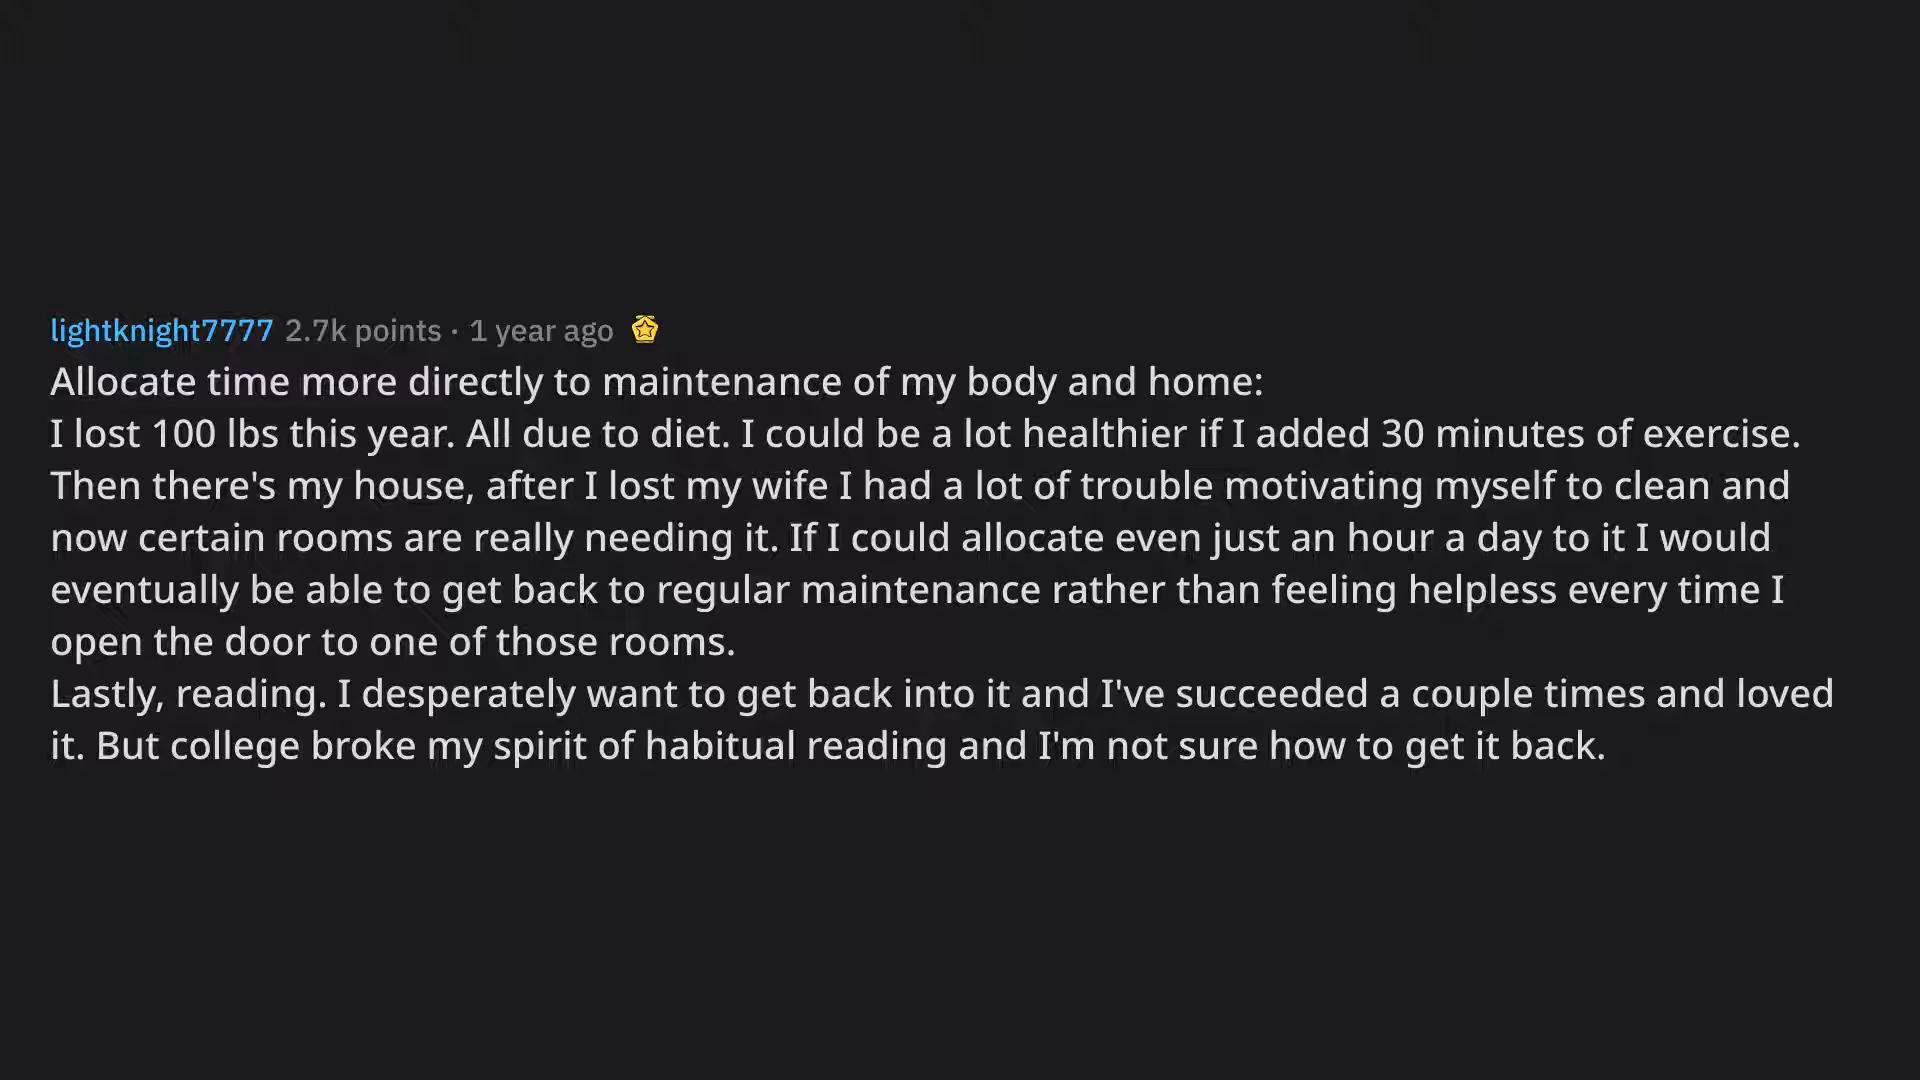 lightknight7777 2.7k points · 1 year ago
Allocate time more directly to maintenance of my body and home:
I lost 100 lbs this year. All due to diet. I could be a lot healthier if I added 30 minutes of exercise.
Then there's my house, after I lost my wife I had a lot of trouble motivating myself to clean and
now certain rooms are really needing it. If I could allocate even just an hour a day to it I would
eventually be able to get back to regular maintenance rather than feeling helpless every time I
open the door to one of those rooms.
Lastly, reading. I desperately want to get back into it and I've succeeded a couple times and loved
it. But college broke my spirit of habitual reading and I'm not sure how to get it back.